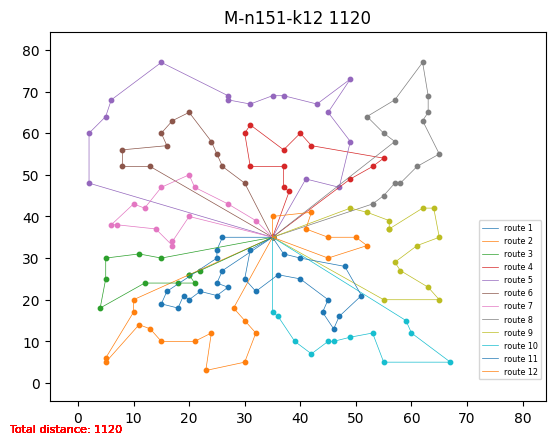 M-n151-k12 1120
80
70
60
50
40
30
20
10
0
0 10 20 30 40 50 60 70 80
route 1
route 2
route 3
route 4
route 5
route 6
route 7
route 8
route 9
route 10
route 11
route 12
Total distance: 1120